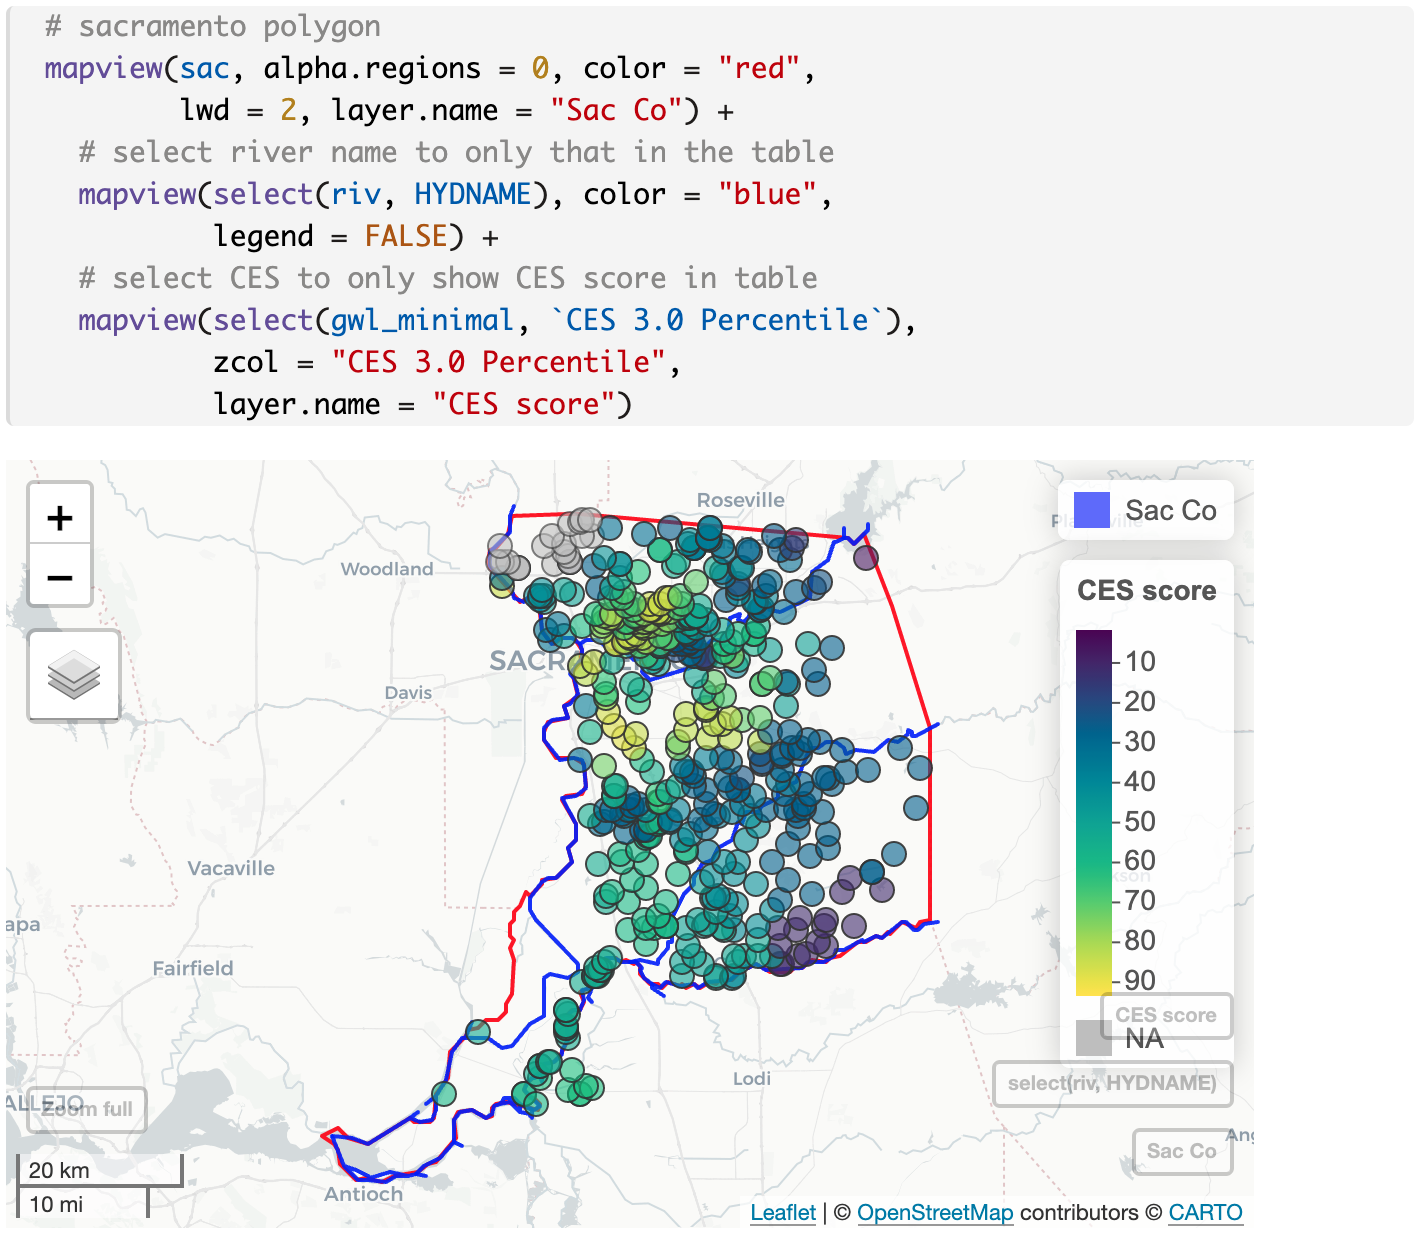 # sacramento polygon
mapview(sac, alpha.regions = 0, color = "red",
lwd = 2, layer.name = "Sac Co") +
# select river name to only that in the table
mapview(select(riv, HYDNAME), color = "blue",
legend = FALSE) +
# select CES to only show CES score in table
mapview(select(gwl_minimal, `CES 3.0 Percentile`),
zcol = "CES 3.0 Percentile",
layer.name = "CES score")
+
−
Roseville
Woodland
Davis
Vacaville
Fairfield
Lodi
Antioch
Sac Co
CES score
10
20
30
40
50
60
70
80
90
NA
CES score
select(riv, HYDNAME)
Sac Co
Zoom full
20 km
10 mi
Leaflet | © OpenStreetMap contributors © CARTO